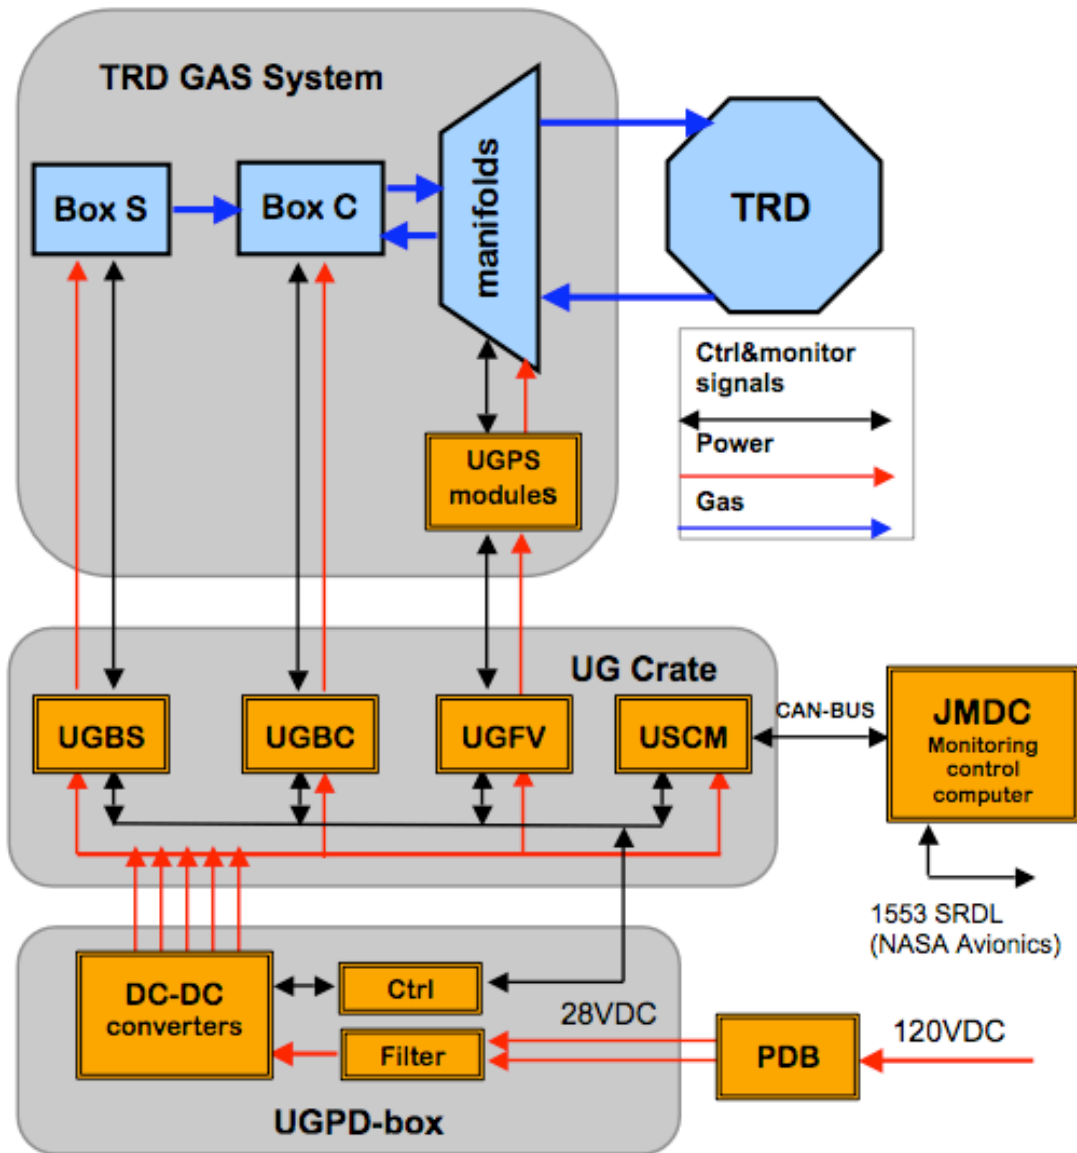 TRD GAS System
Box S
Box C
manifolds
TRD
Ctrl&monitor
signals
Power
Gas
UGPS
modules
UG Crate
UGBS
UGBC
UGFV
USCM
CAN-BUS
JMDC
Monitoring
control
computer
1553 SRDL
(NASA Avionics)
DC-DC
converters
Ctrl
Filter
28VDC
PDB
120VDC
UGPD-box